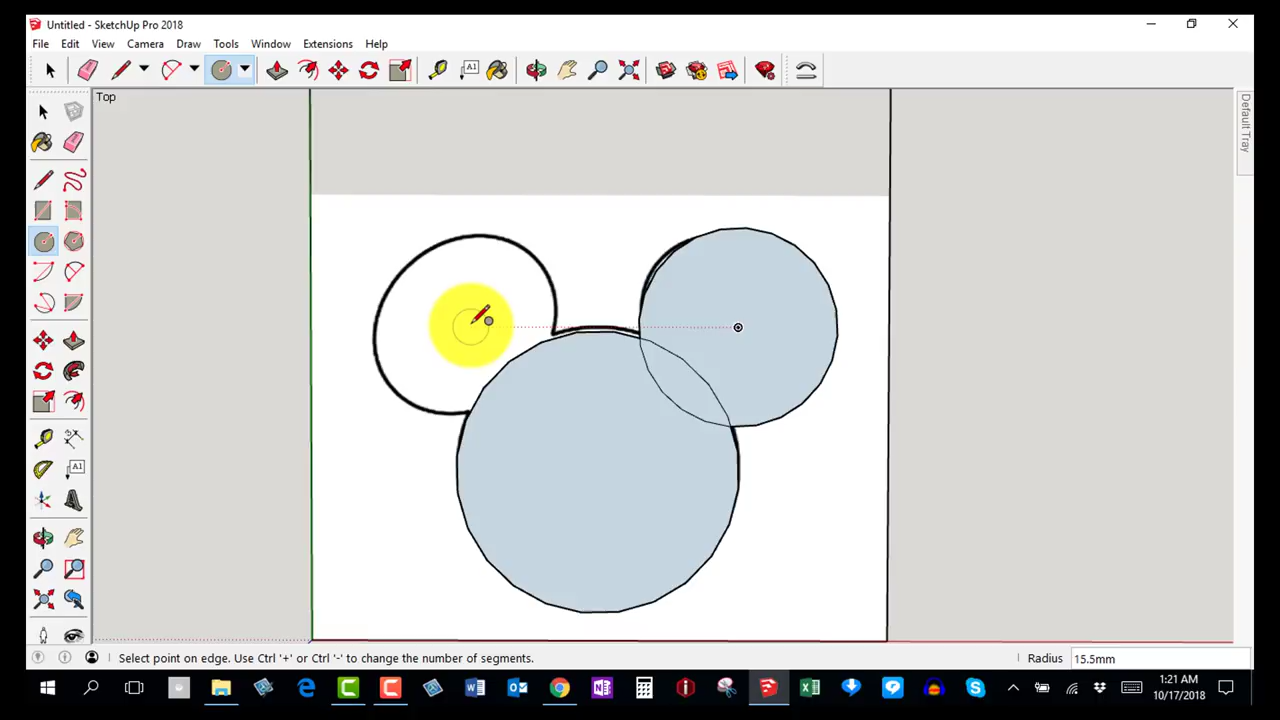 Untitled - SketchUp Pro 2018
File Edit View Camera Draw Tools Window Extensions Help
A1
Top
Default Tray
A1
Select point on edge. Use Ctrl '+' or Ctrl '-' to change the number of segments.
Radius 15.5mm
1:21 AM
10/17/2018